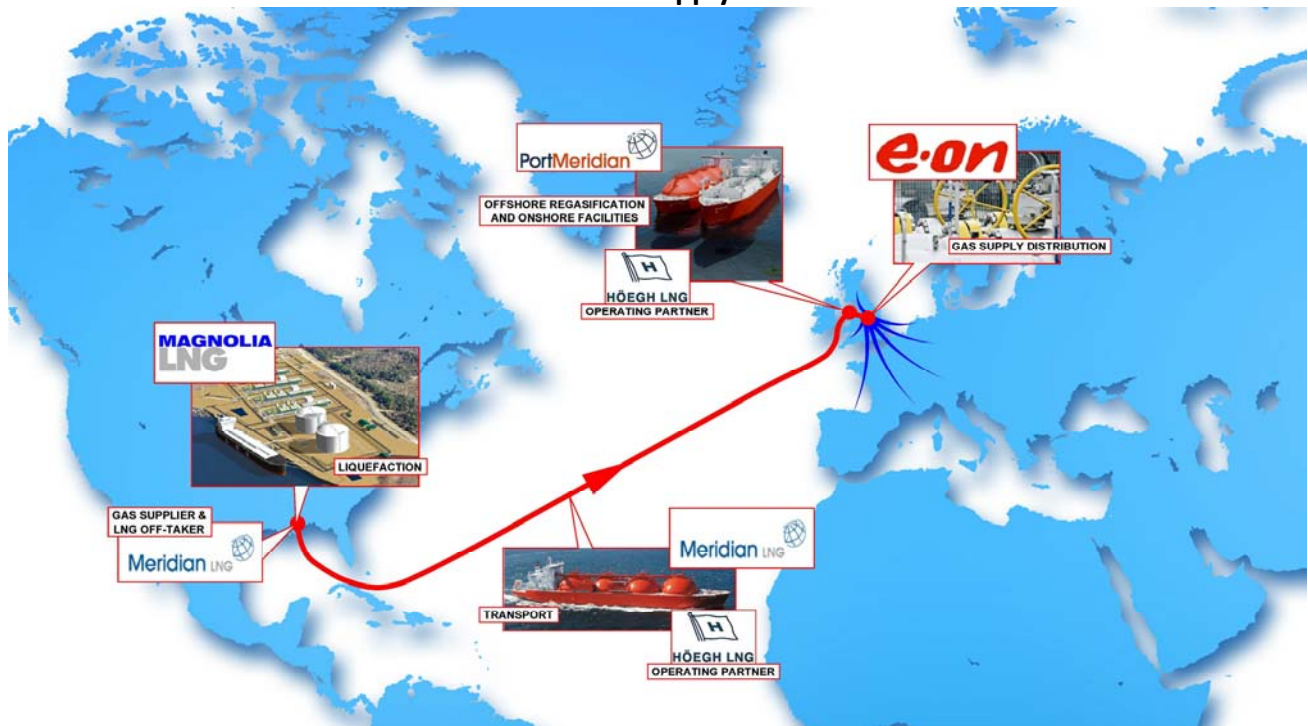 PortMeridian
OFFSHORE REGASIFICATION
AND ONSHORE FACILITIES
HÖEGH LNG
OPERATING PARTNER
e·on
GAS SUPPLY DISTRIBUTION
MAGNOLIA
LNG
LIQUEFACTION
GAS SUPPLIER &
LNG OFF-TAKER
Meridian LNG
Meridian LNG
TRANSPORT
HÖEGH LNG
OPERATING PARTNER